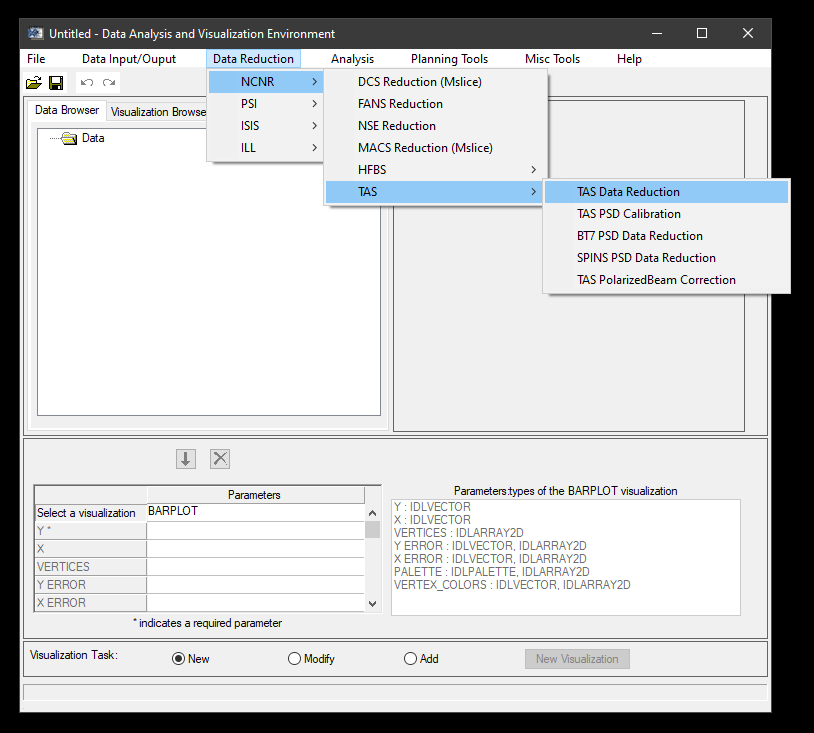 Untitled - Data Analysis and Visualization Environment
File Data Input/Ouput Data Reduction Analysis Planning Tools Misc Tools Help
NCNR
PSI
ISIS
ILL
DCS Reduction (Mslice)
FANS Reduction
NSE Reduction
MACS Reduction (Mslice)
HFBS
TAS
TAS Data Reduction
TAS PSD Calibration
BT7 PSD Data Reduction
SPINS PSD Data Reduction
TAS PolarizedBeam Correction
Data Browser Visualization Browse
Data
Parameters
Select a visualization BARPLOT
Y *
X
VERTICES
Y ERROR
X ERROR
* indicates a required parameter
Parameters:types of the BARPLOT visualization
Y : IDLVECTOR
X : IDLVECTOR
VERTICES : IDLARRAY2D
Y ERROR : IDLVECTOR, IDLARRAY2D
X ERROR : IDLVECTOR, IDLARRAY2D
PALETTE : IDLPALETTE, IDLARRAY2D
VERTEX_COLORS : IDLVECTOR, IDLARRAY2D
Visualization Task: New Modify Add New Visualization